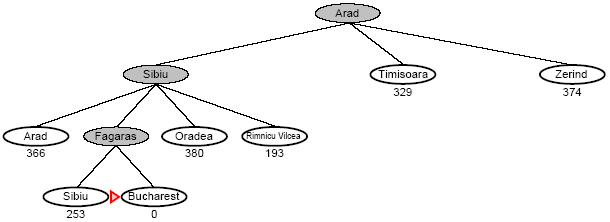 Arad
Sibiu Timisoara Zerind
329 374
Arad Fagaras Oradea Rimnicu Vilcea
366 380 193
Sibiu Bucharest
253 0